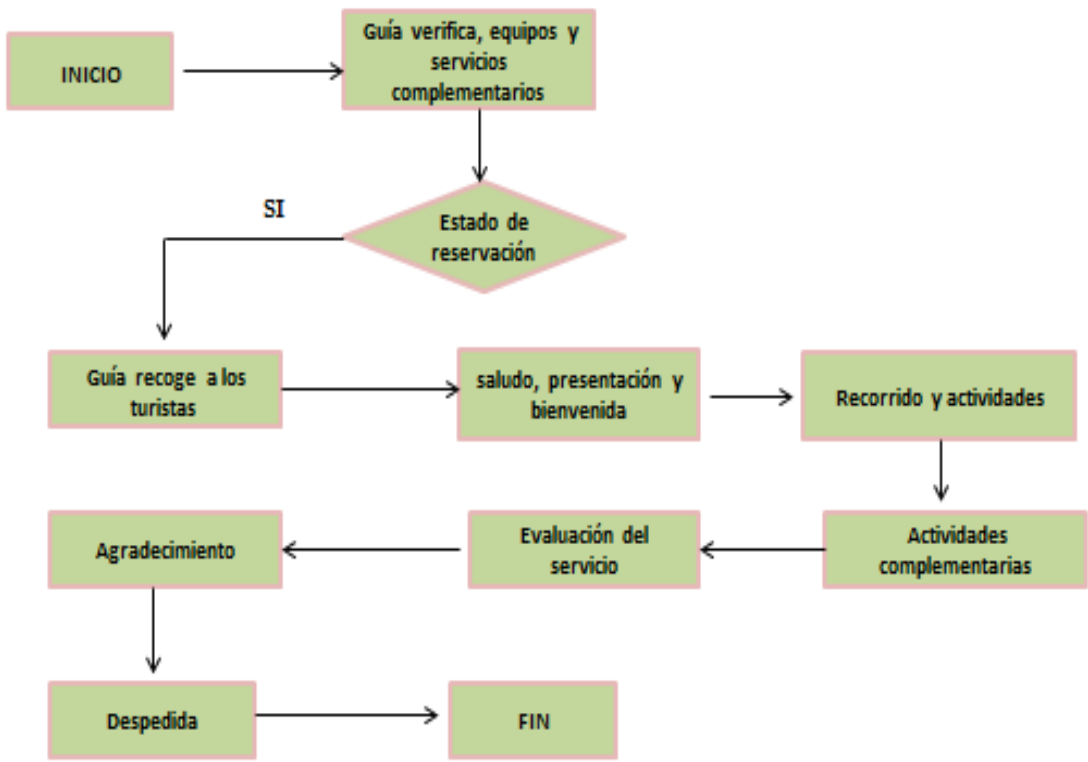 INICIO
Guía verifica, equipos y
servicios
complementarios
SI
Estado de
reservación
Guía recoge a los
turistas
saludo, presentación y
bienvenida
Recorrido y actividades
Actividades
complementarias
Evaluación del
servicio
Agradecimiento
Despedida
FIN